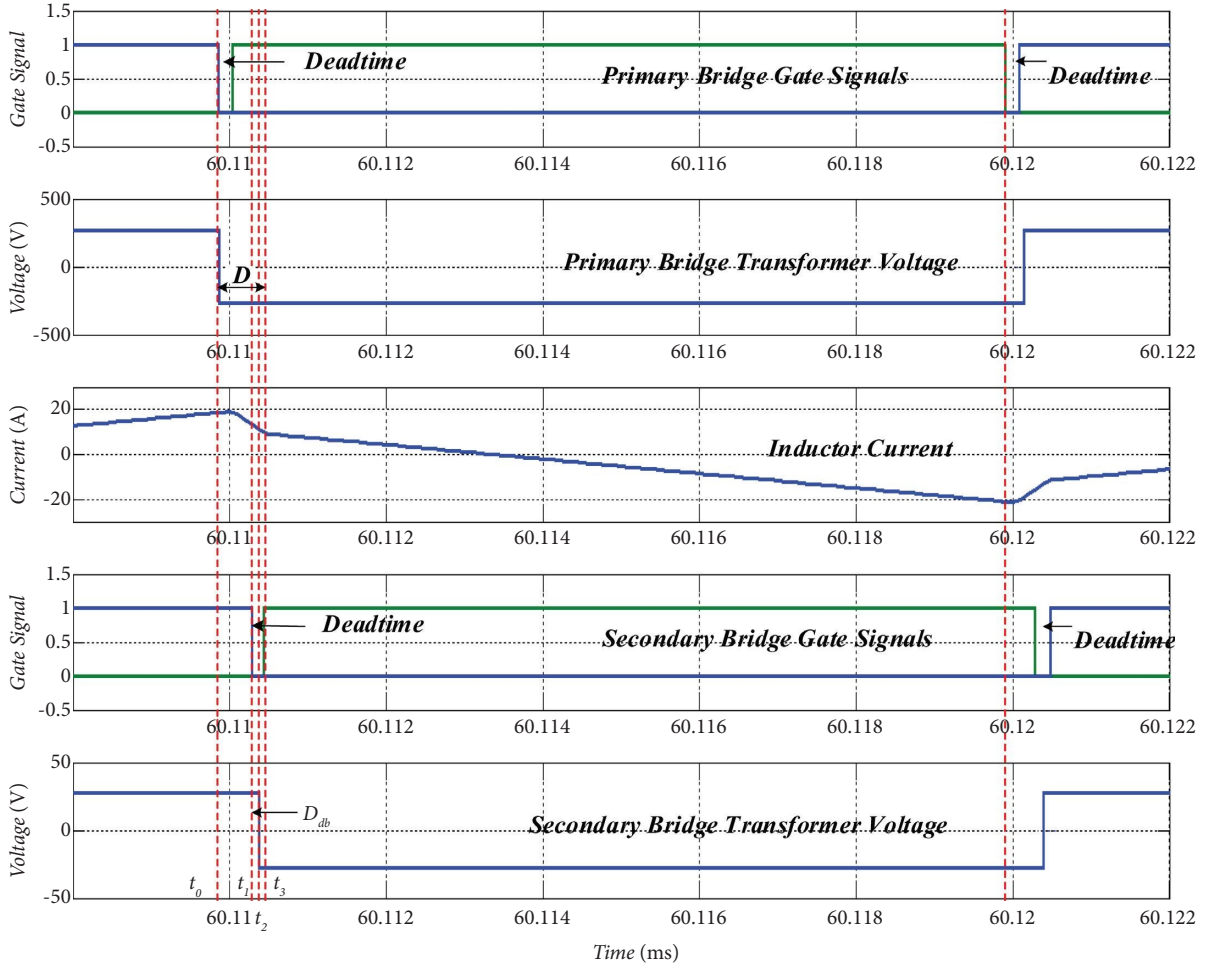 1.5
1
0.5
0
-0.5
Gate Signal
Deadtime
Primary Bridge Gate Signals
Deadtime
60.11 60.112 60.114 60.116 60.118 60.12 60.122
500
0
-500
Voltage (V)
D
Primary Bridge Transformer Voltage
60.11 60.112 60.114 60.116 60.118 60.12 60.122
20
0
-20
Current (A)
Inductor Current
60.11 60.112 60.114 60.116 60.118 60.12 60.122
1.5
1
0.5
0
-0.5
Gate Signal
Deadtime
Secondary Bridge Gate Signals
Deadtime
60.11 60.112 60.114 60.116 60.118 60.12 60.122
50
0
-50
Voltage (V)
D_db
Secondary Bridge Transformer Voltage
t_0 t_1 t_3
60.11 t_2 60.112 60.114 60.116 60.118 60.12 60.122
Time (ms)